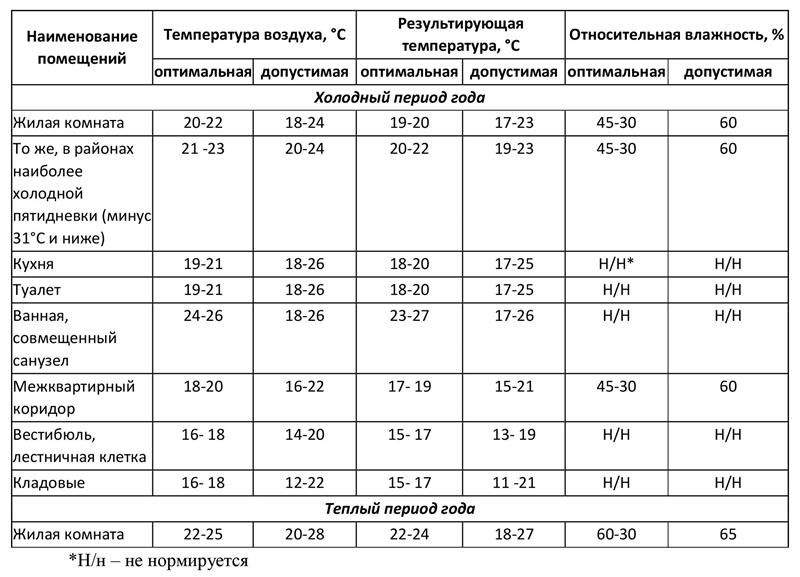 Наименование помещений Температура воздуха, °С Результирующая температура, °С Относительная влажность, %
оптимальная допустимая оптимальная допустимая оптимальная допустимая
Холодный период года
Жилая комната 20-22 18-24 19-20 17-23 45-30 60
То же, в районах 21 -23 20-24 20-22 19-23 45-30 60
наиболее
холодной
пятидневки (минус
31°С и ниже)
Кухня 19-21 18-26 18-20 17-25 Н/Н* Н/Н
Туалет 19-21 18-26 18-20 17-25 Н/Н Н/Н
Ванная, 24-26 18-26 23-27 17-26 Н/Н Н/Н
совмещенный
санузел
Межквартирный 18-20 16-22 17- 19 15-21 45-30 60
коридор
Вестибюль, 16- 18 14-20 15- 17 13- 19 Н/Н Н/Н
лестничная клетка
Кладовые 16- 18 12-22 15- 17 11 -21 Н/Н Н/Н
Теплый период года
Жилая комната 22-25 20-28 22-24 18-27 60-30 65
*Н/н – не нормируется